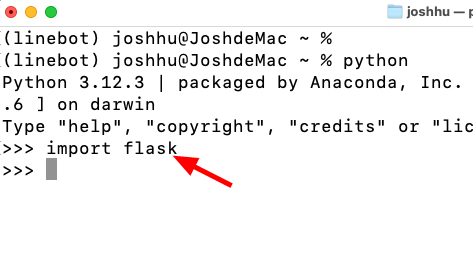 joshhu — p
(linebot) joshhu@JoshdeMac ~ %
(linebot) joshhu@JoshdeMac ~ % python
Python 3.12.3 | packaged by Anaconda, Inc.
.6 ] on darwin
Type "help", "copyright", "credits" or "lic
>>> import flask
>>>